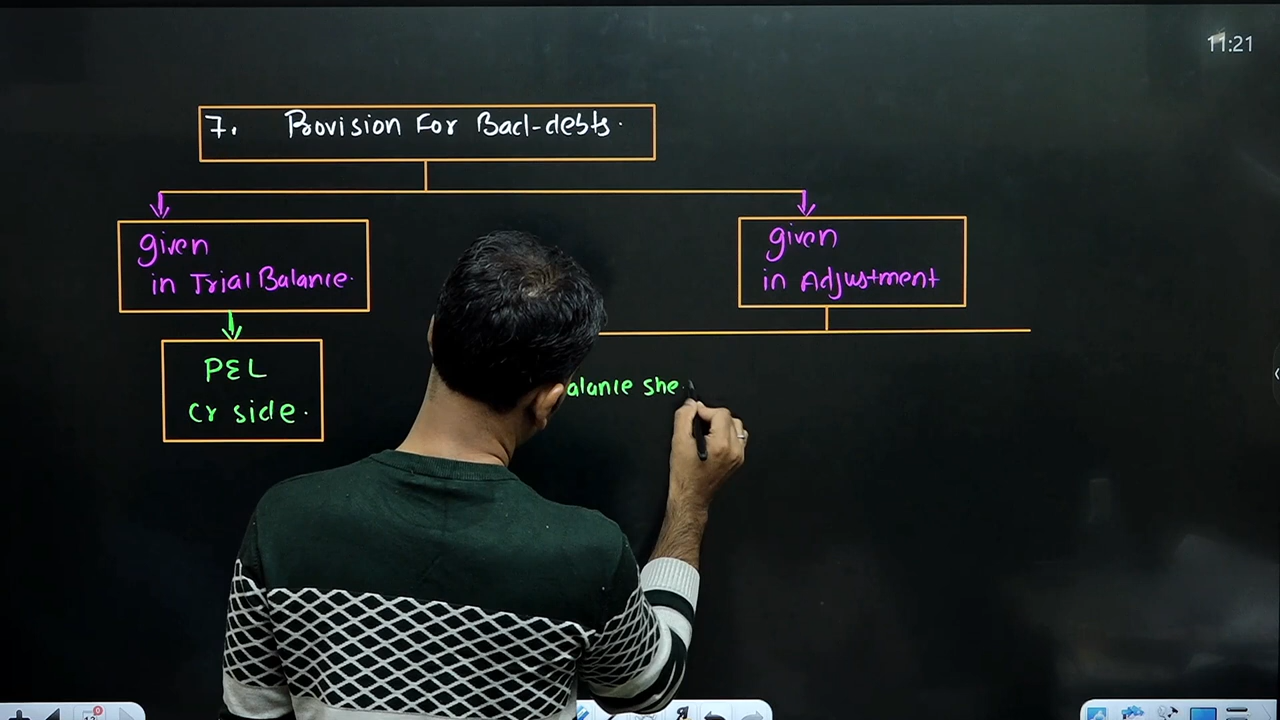 11:21
7. Provision For Bad-debts.
given
in Trial Balance.
given
in Adjustment
P&L
Cr side.
alance she